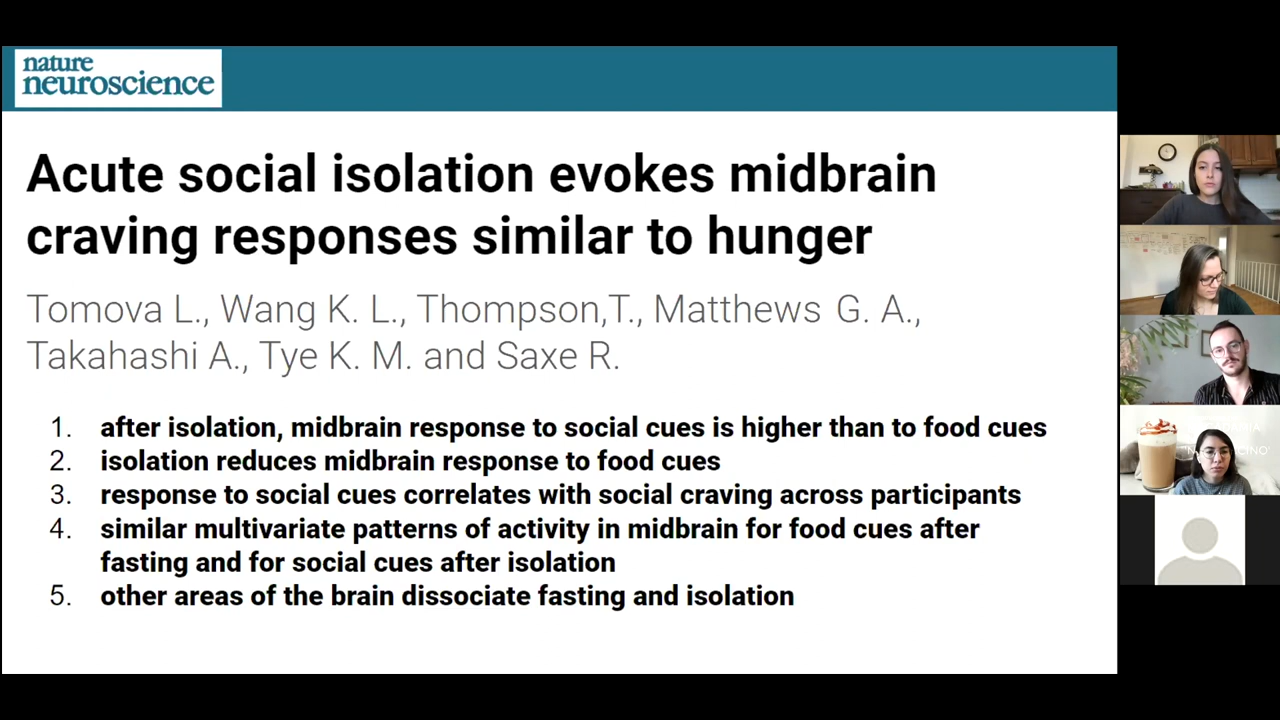 nature
neuroscience
Acute social isolation evokes midbrain
craving responses similar to hunger
Tomova L., Wang K. L., Thompson,T., Matthews G. A.,
Takahashi A., Tye K. M. and Saxe R.
1. after isolation, midbrain response to social cues is higher than to food cues
2. isolation reduces midbrain response to food cues
3. response to social cues correlates with social craving across participants
4. similar multivariate patterns of activity in midbrain for food cues after
fasting and for social cues after isolation
5. other areas of the brain dissociate fasting and isolation